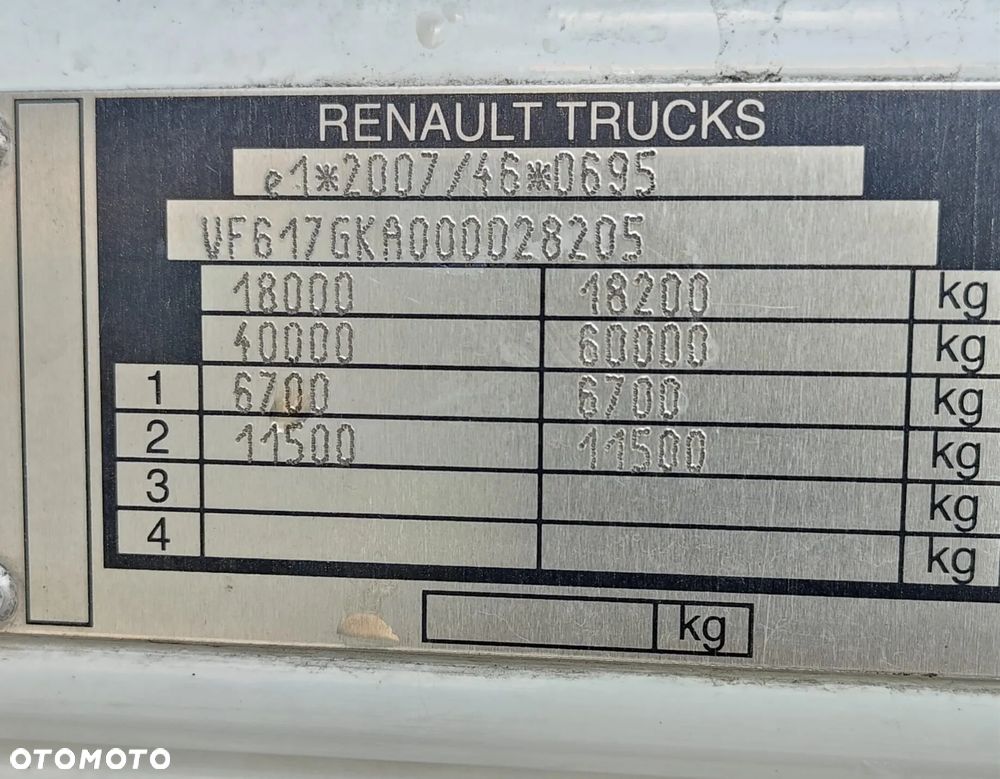 RENAULT TRUCKS
e1*2007/46*0695
VF617GKA000028205
18000 18200 kg
40000 60000 kg
1 6700 6700 kg
2 11500 11500 kg
3 kg
4 kg
kg
OTOMOTO